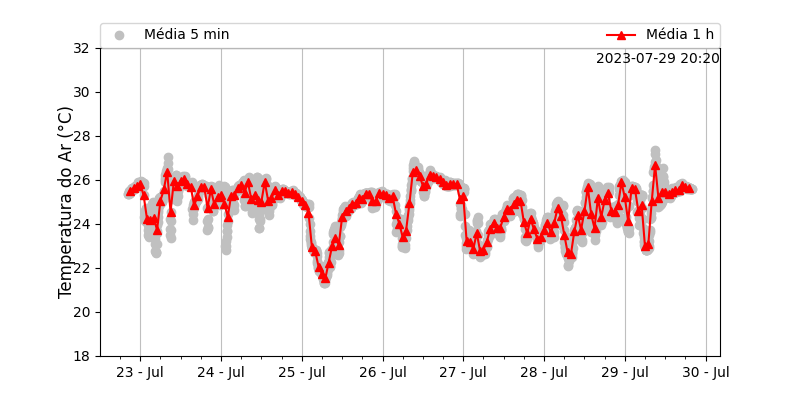 Média 5 min
Média 1 h
2023-07-29 20:20
Temperatura do Ar (°C)
32
30
28
26
24
22
20
18
23 - Jul
24 - Jul
25 - Jul
26 - Jul
27 - Jul
28 - Jul
29 - Jul
30 - Jul